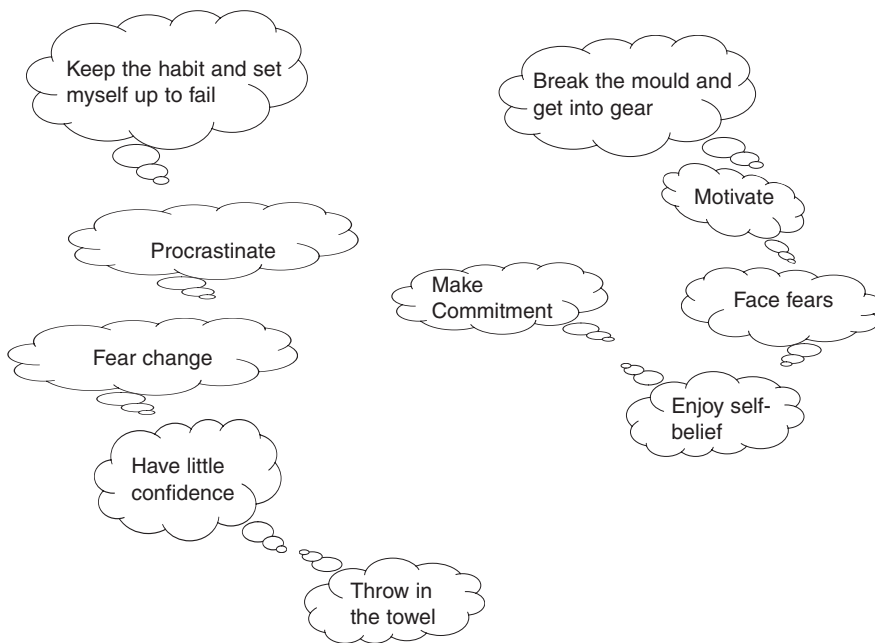 Keep the habit and set
myself up to fail
Procrastinate
Fear change
Have little
confidence
Throw in
the towel
Break the mould and
get into gear
Motivate
Face fears
Enjoy self-
belief
Make
Commitment